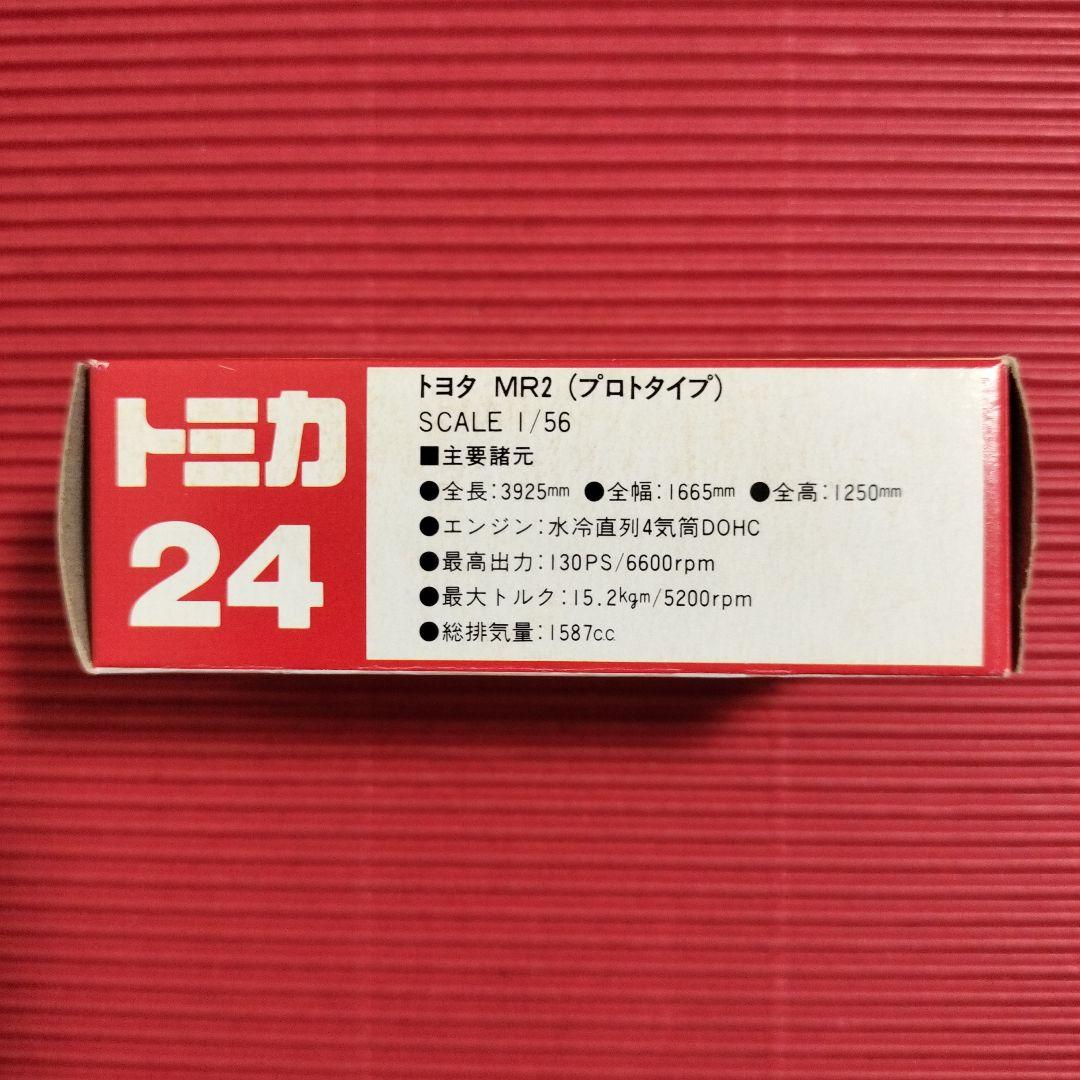 トミカ
24
トヨタ MR2 (プロトタイプ)
SCALE 1/56
■主要諸元
●全長:3925mm ●全幅:1665mm ●全高:1250mm
●エンジン:水冷直列4気筒DOHC
●最高出力:130PS/6600rpm
●最大トルク:15.2kgm/5200rpm
●総排気量:1587c.c.